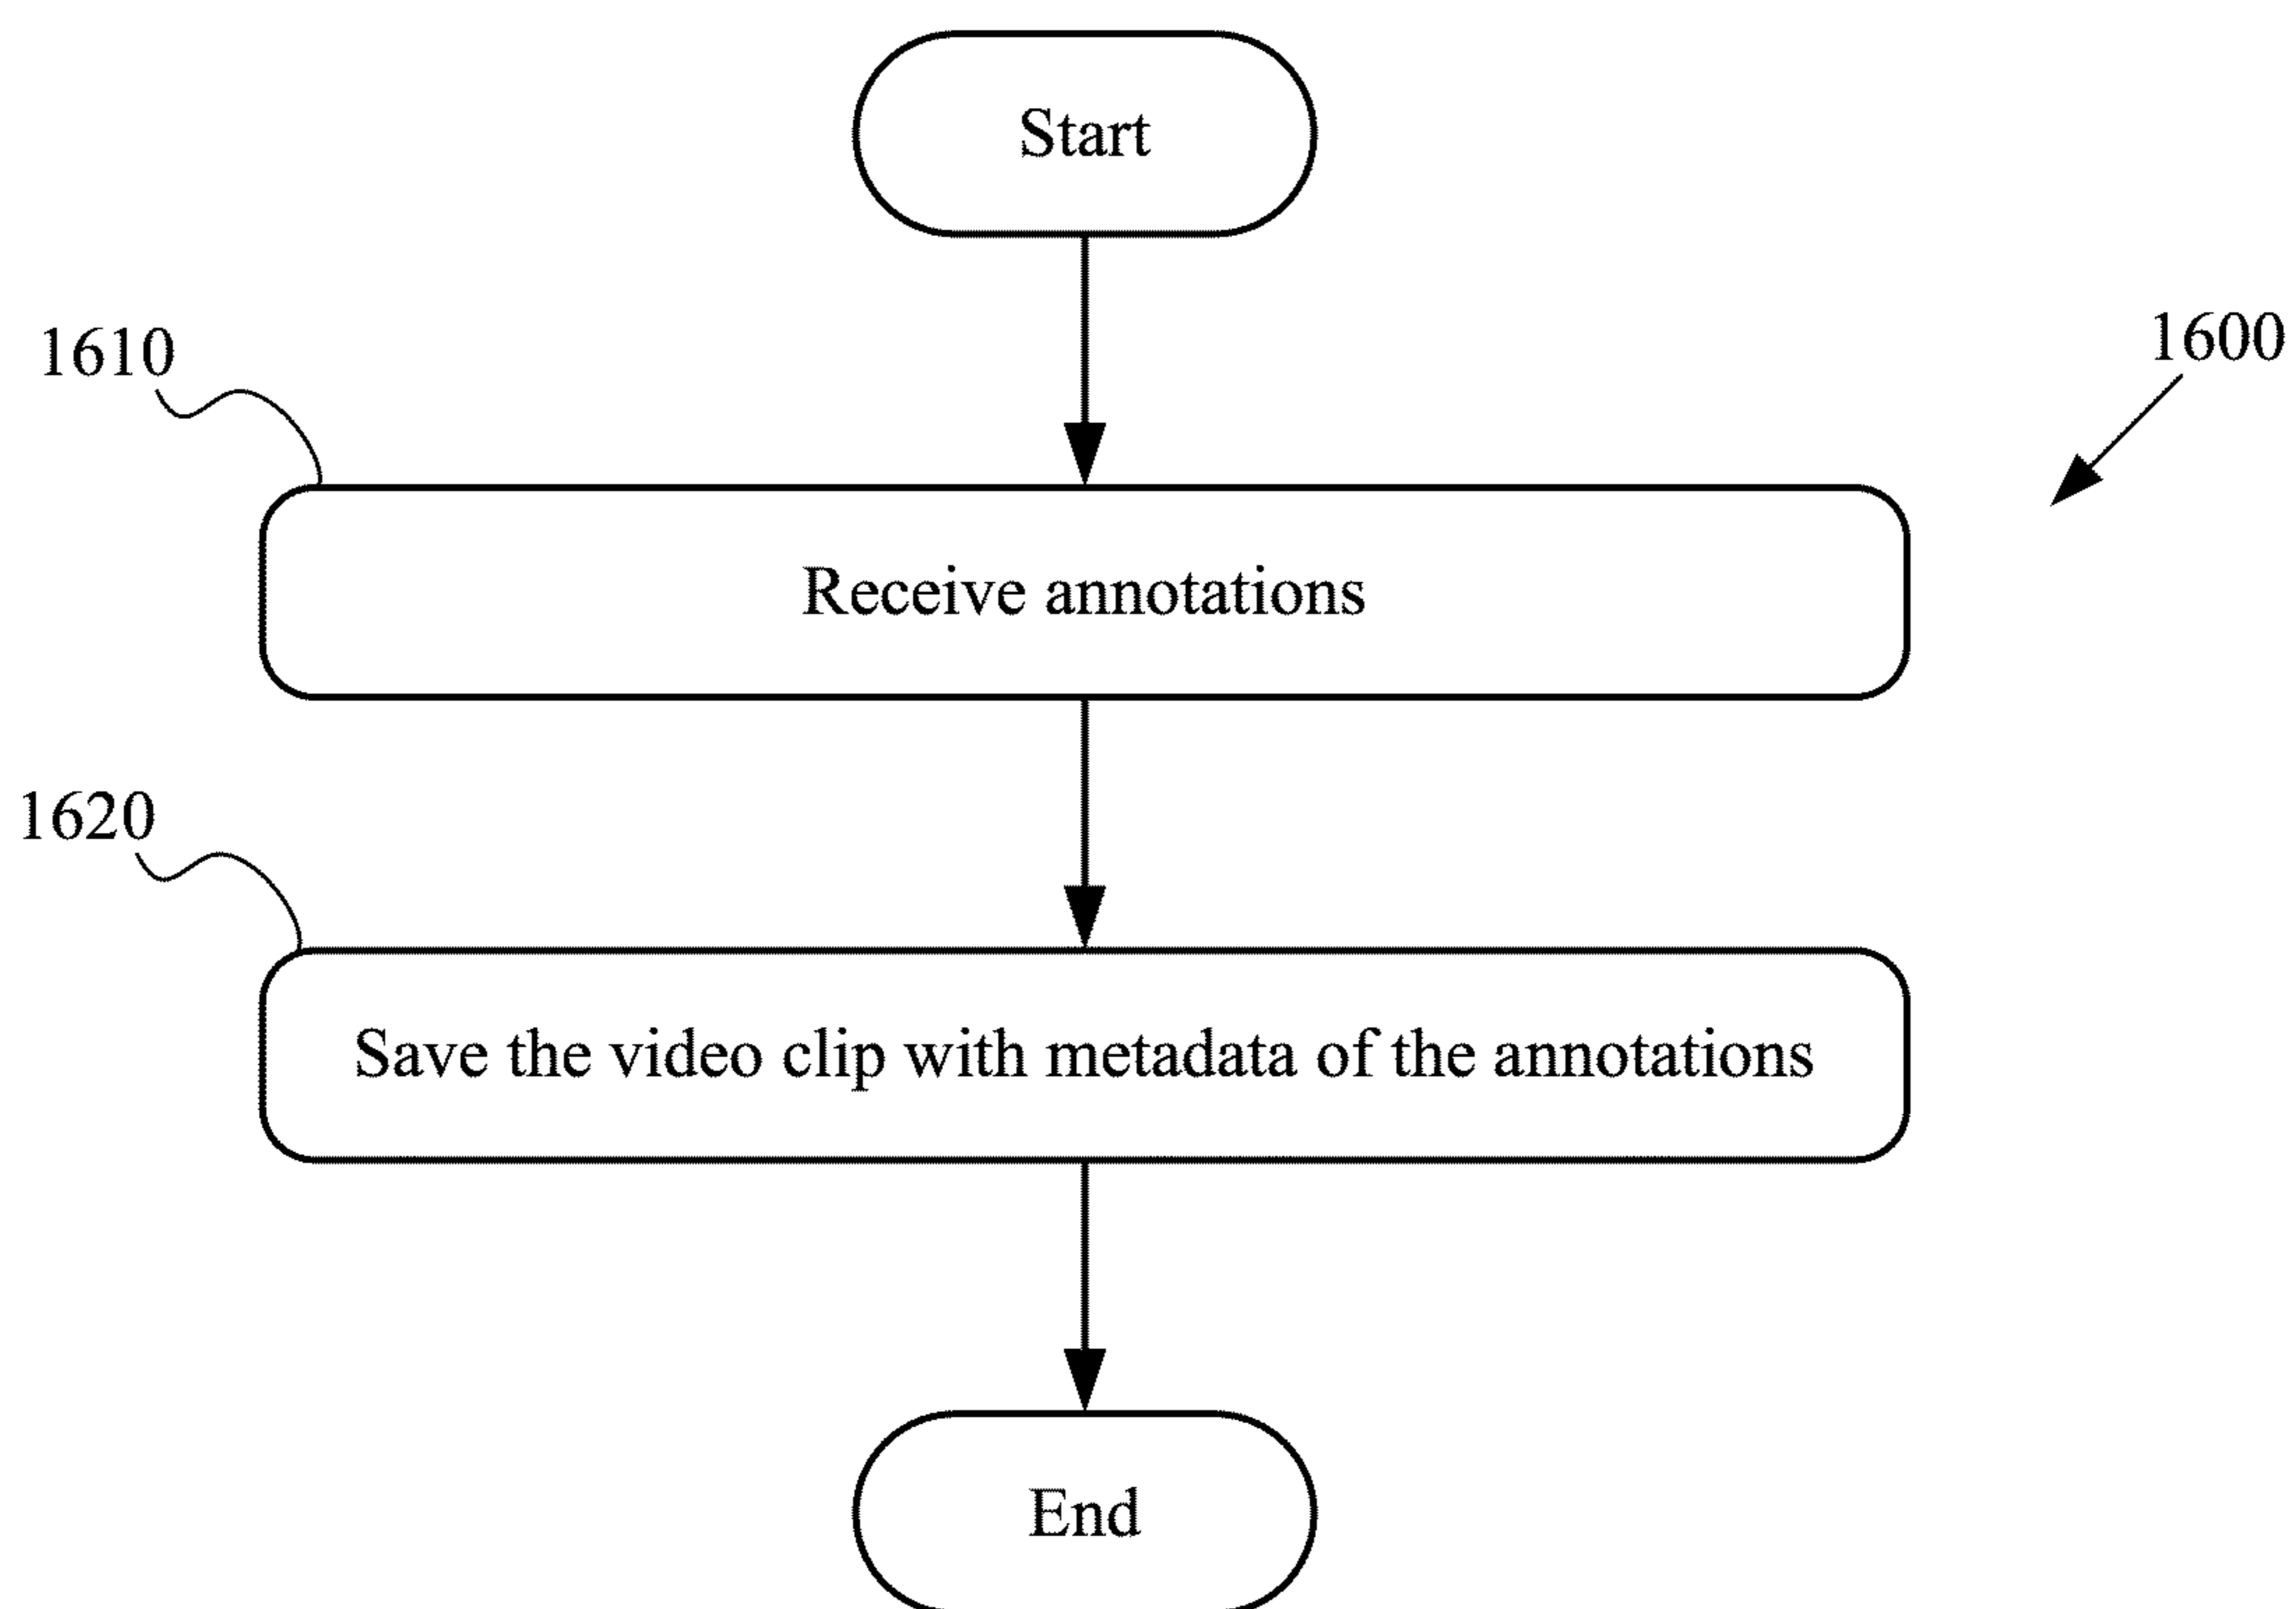 Start
1610
1600
Receive annotations
1620
Save the video clip with metadata of the annotations
End